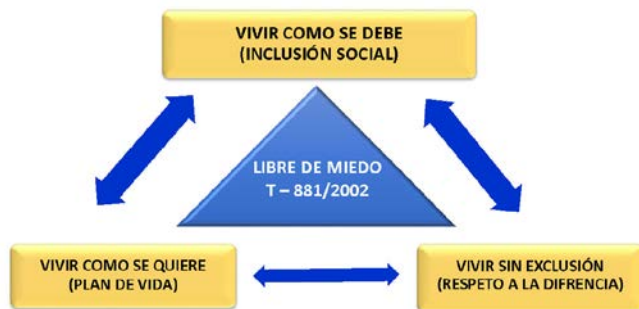 VIVIR COMO SE DEBE
(INCLUSIÓN SOCIAL)
LIBRE DE MIEDO
T – 881/2002
VIVIR COMO SE QUIERE
(PLAN DE VIDA)
VIVIR SIN EXCLUSIÓN
(RESPETO A LA DIFRENCIA)